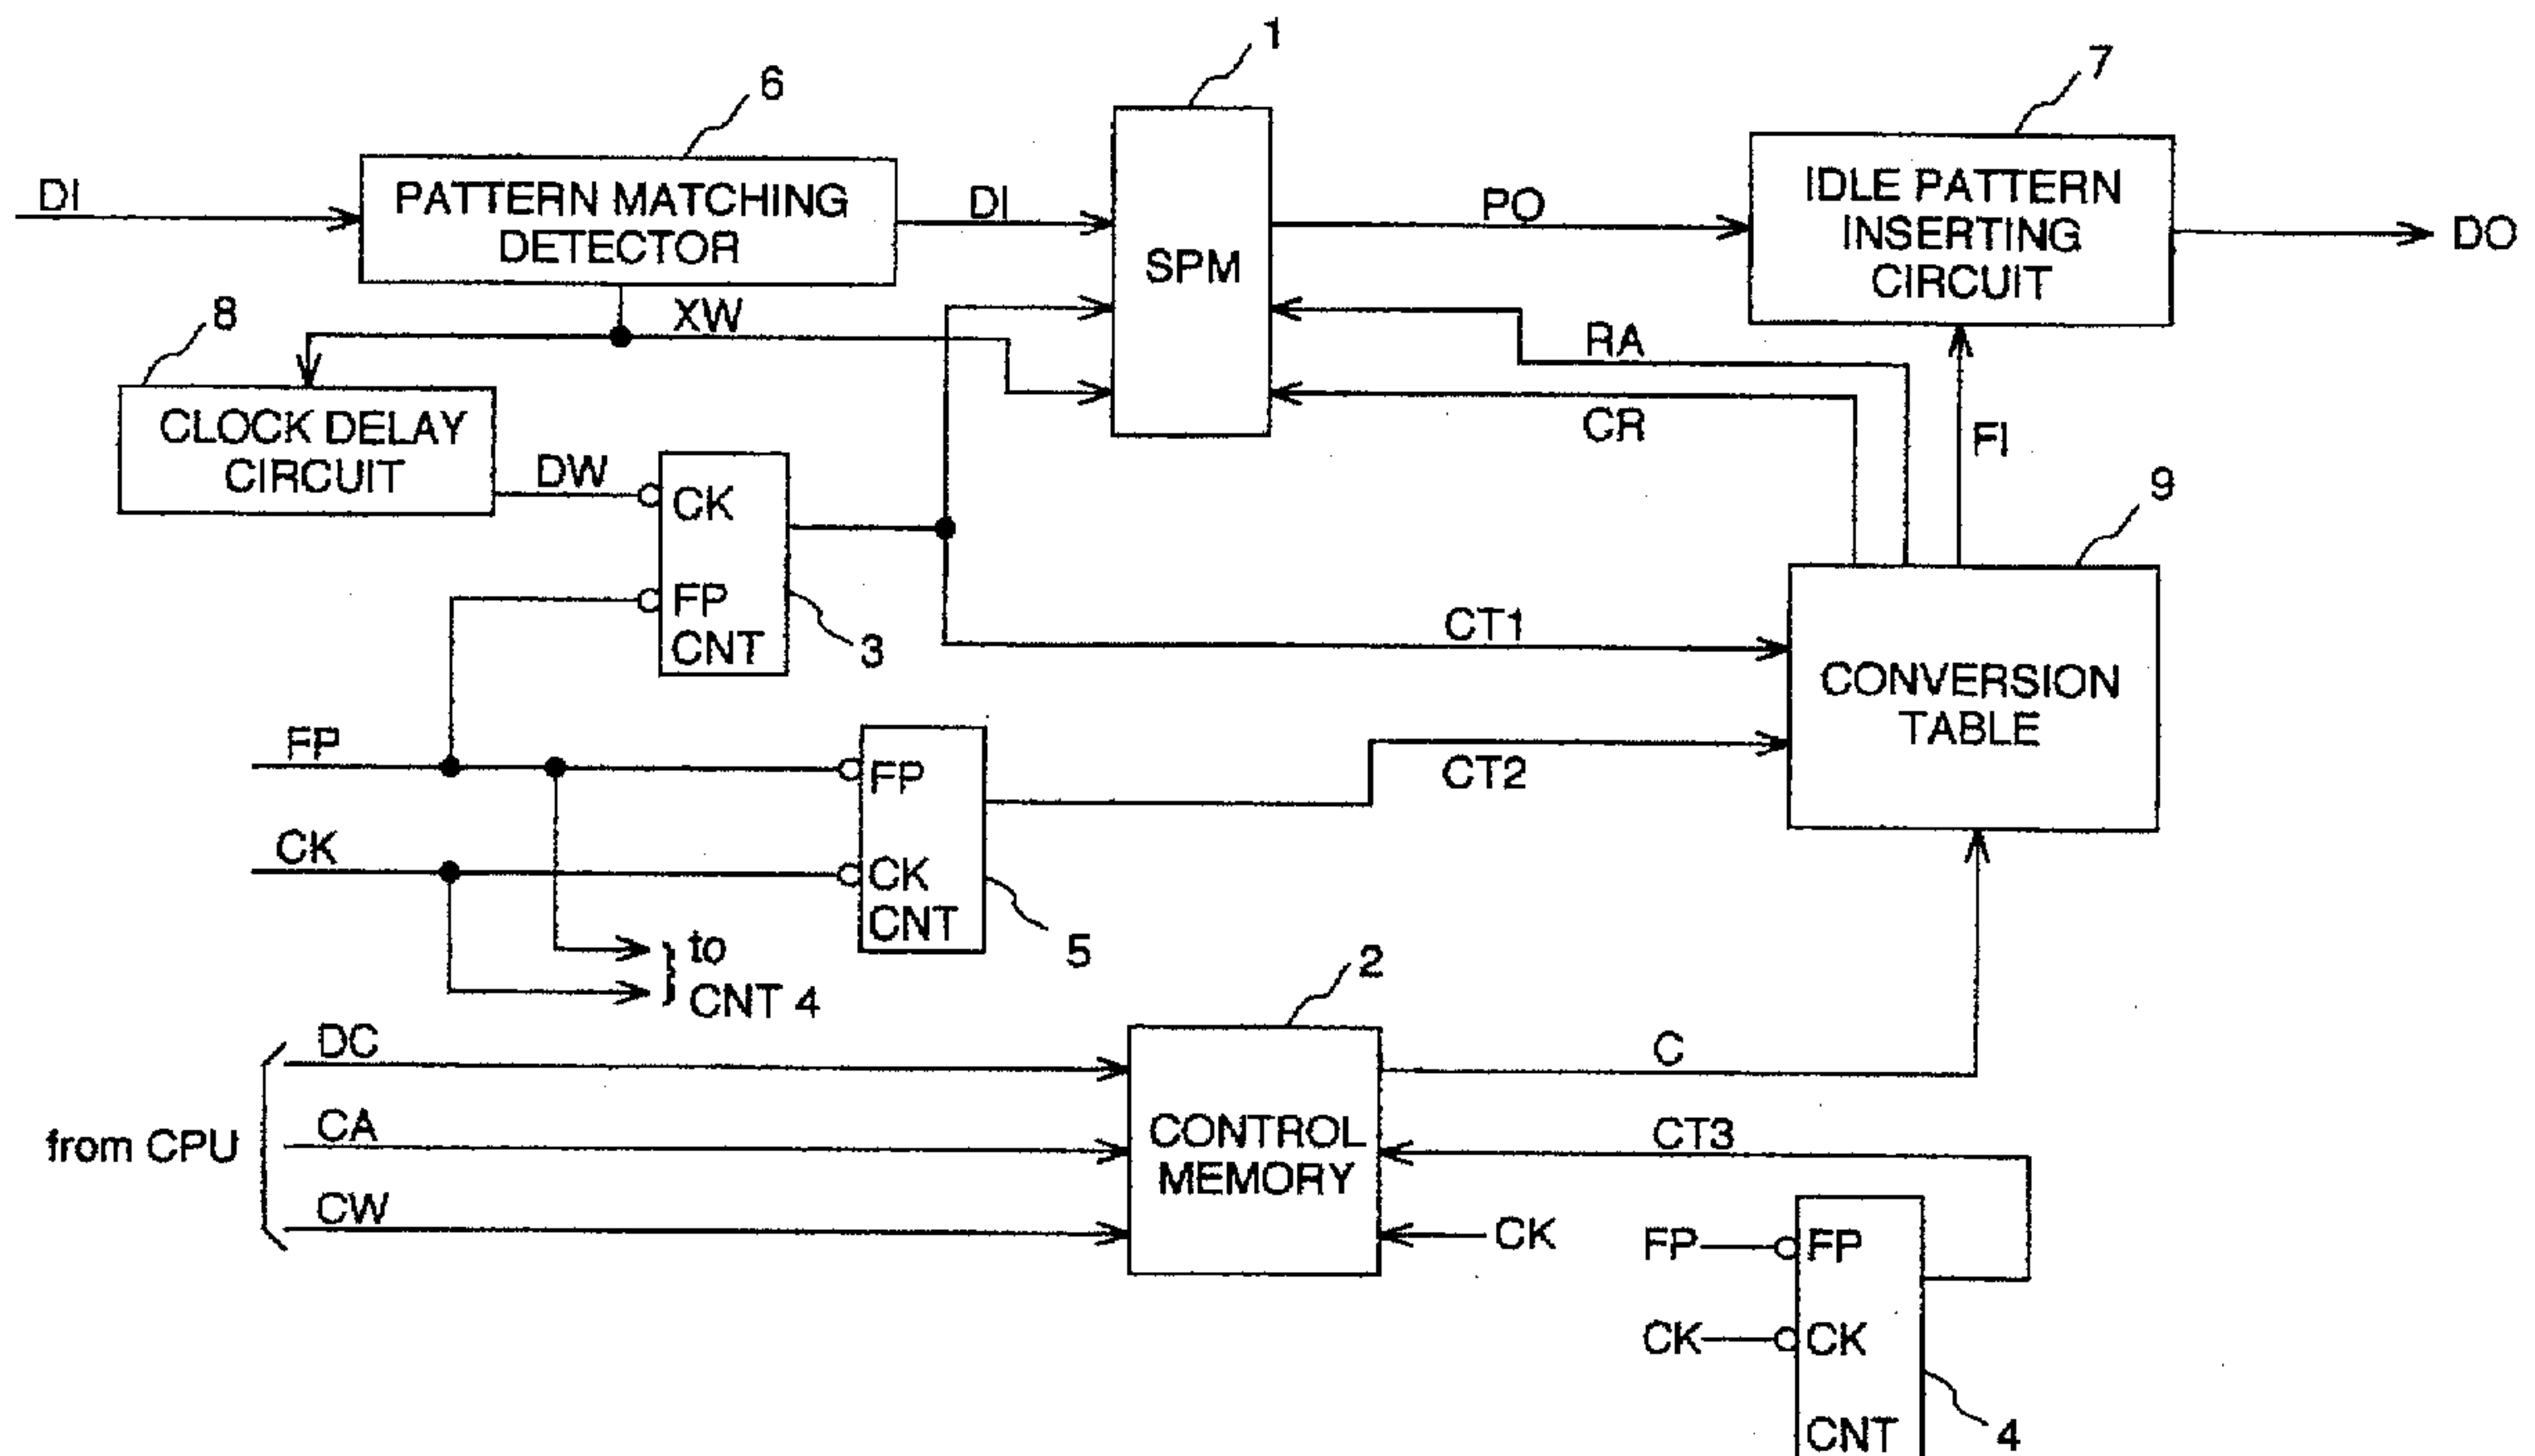 1
7
6
DI
PATTERN MATCHING
DETECTOR
DI
SPM
PO
IDLE PATTERN
INSERTING
CIRCUIT
DO
8
XW
RA
CR
FI
CLOCK DELAY
CIRCUIT
DW
CK
FP
CNT
3
9
CT1
CONVERSION
TABLE
CT2
FP
FP
CK
CK
CNT
5
to
CNT 4
2
from CPU
DC
CA
CW
CONTROL
MEMORY
C
CT3
CK
FP
FP
CK
CK
CNT
4